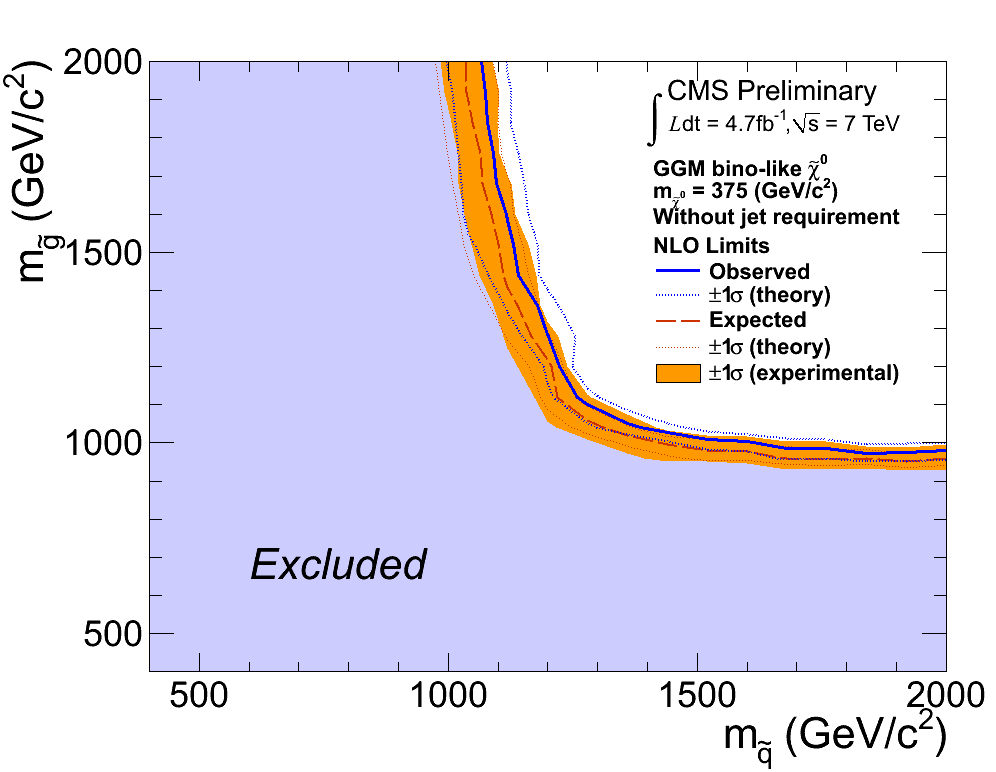 2000
1500
1000
500
m_g̃ (GeV/c²)
CMS Preliminary
∫ Ldt = 4.7fb⁻¹,√s = 7 TeV
GGM bino-like χ̃⁰
m_χ̃⁰ = 375 (GeV/c²)
Without jet requirement
NLO Limits
Observed
±1σ (theory)
Expected
±1σ (theory)
±1σ (experimental)
Excluded
500 1000 1500 2000
m_q̃ (GeV/c²)